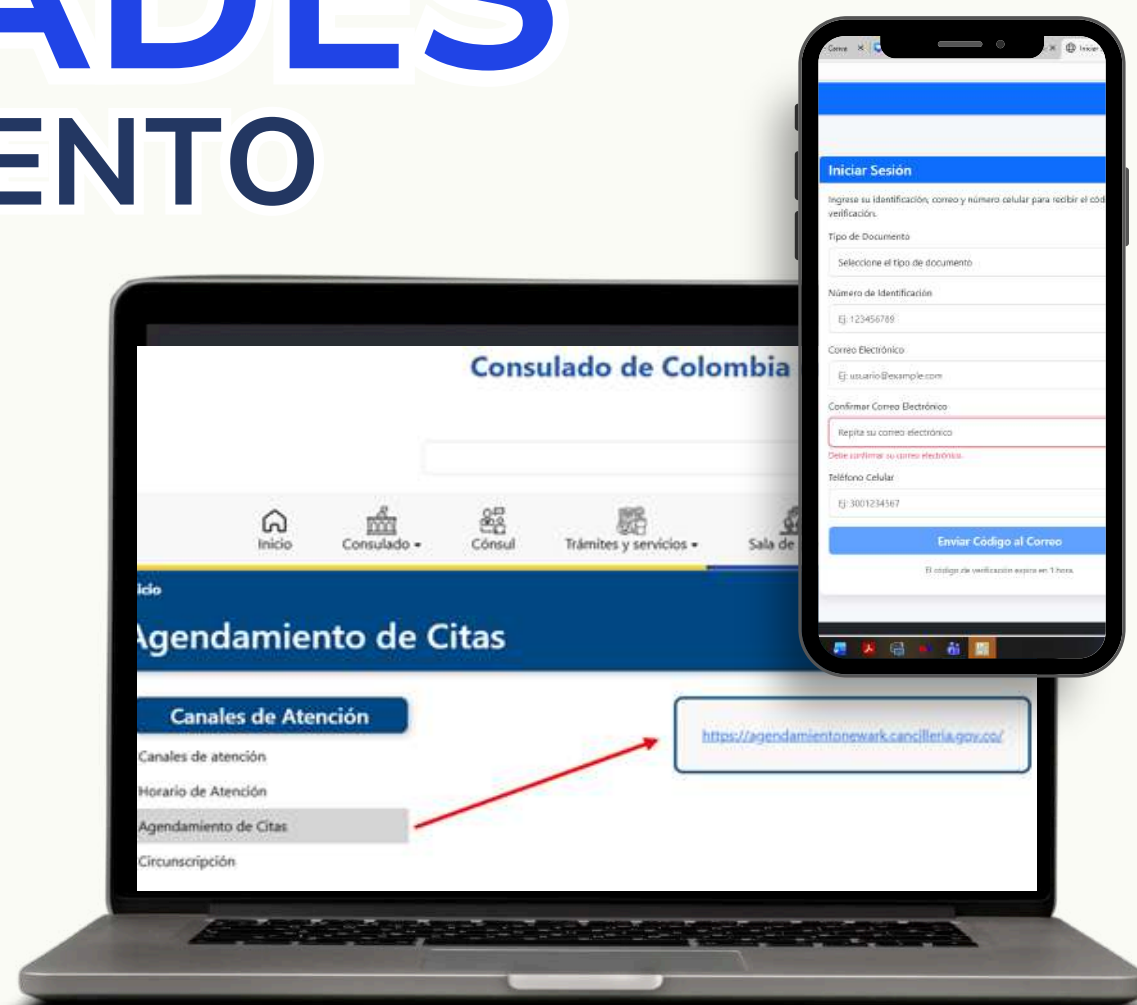 ADES
ENTO
Iniciar Sesión
Ingrese su identificación, correo y número celular para recibir el cód
verificación.
Tipo de Documento
Seleccione el tipo de documento
Número de Identificación
Ej: 123456789
Correo Electrónico
Ej: usuario@example.com
Confirmar Correo Electrónico
Repita su correo electrónico
Debe confirmar su correo electrónico.
Teléfono Celular
Ej: 3001234567
Enviar Código al Correo
El código de verificación expira en 1 hora.
Consulado de Colombia
Inicio
Consulado
Cónsul
Trámites y servicios
Sala de
icio
Agendamiento de Citas
Canales de Atención
Canales de atención
Horario de Atención
Agendamiento de Citas
Circunscripción
https://agendamientonewark.cancilleria.gov.co/